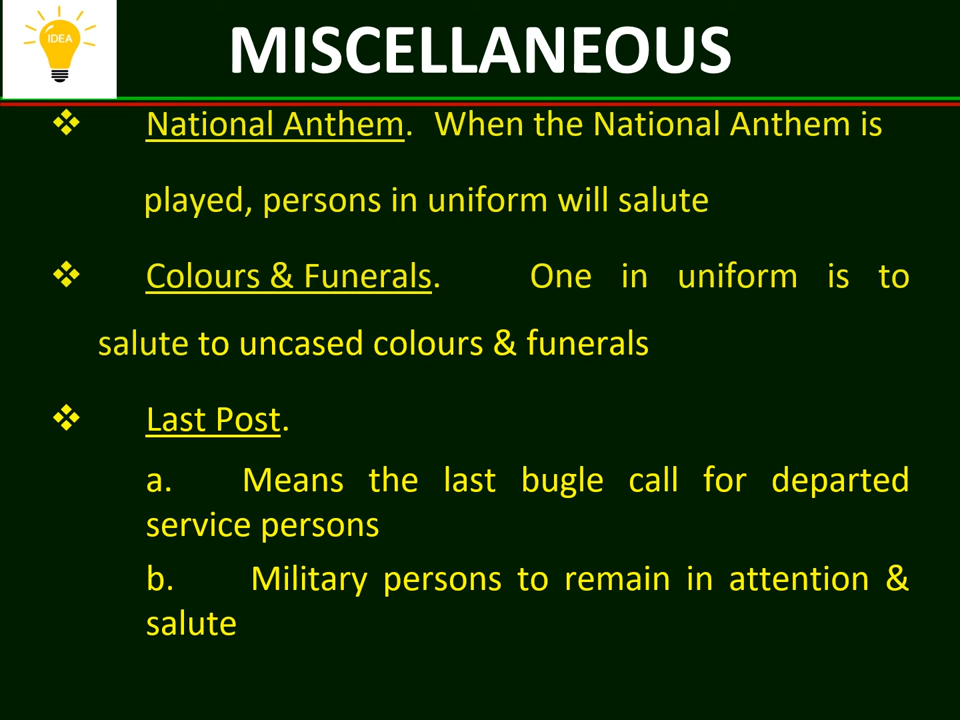 IDEA
MISCELLANEOUS
❖ National Anthem. When the National Anthem is
played, persons in uniform will salute
❖ Colours & Funerals. One in uniform is to
salute to uncased colours & funerals
❖ Last Post.
a. Means the last bugle call for departed
service persons
b. Military persons to remain in attention &
salute